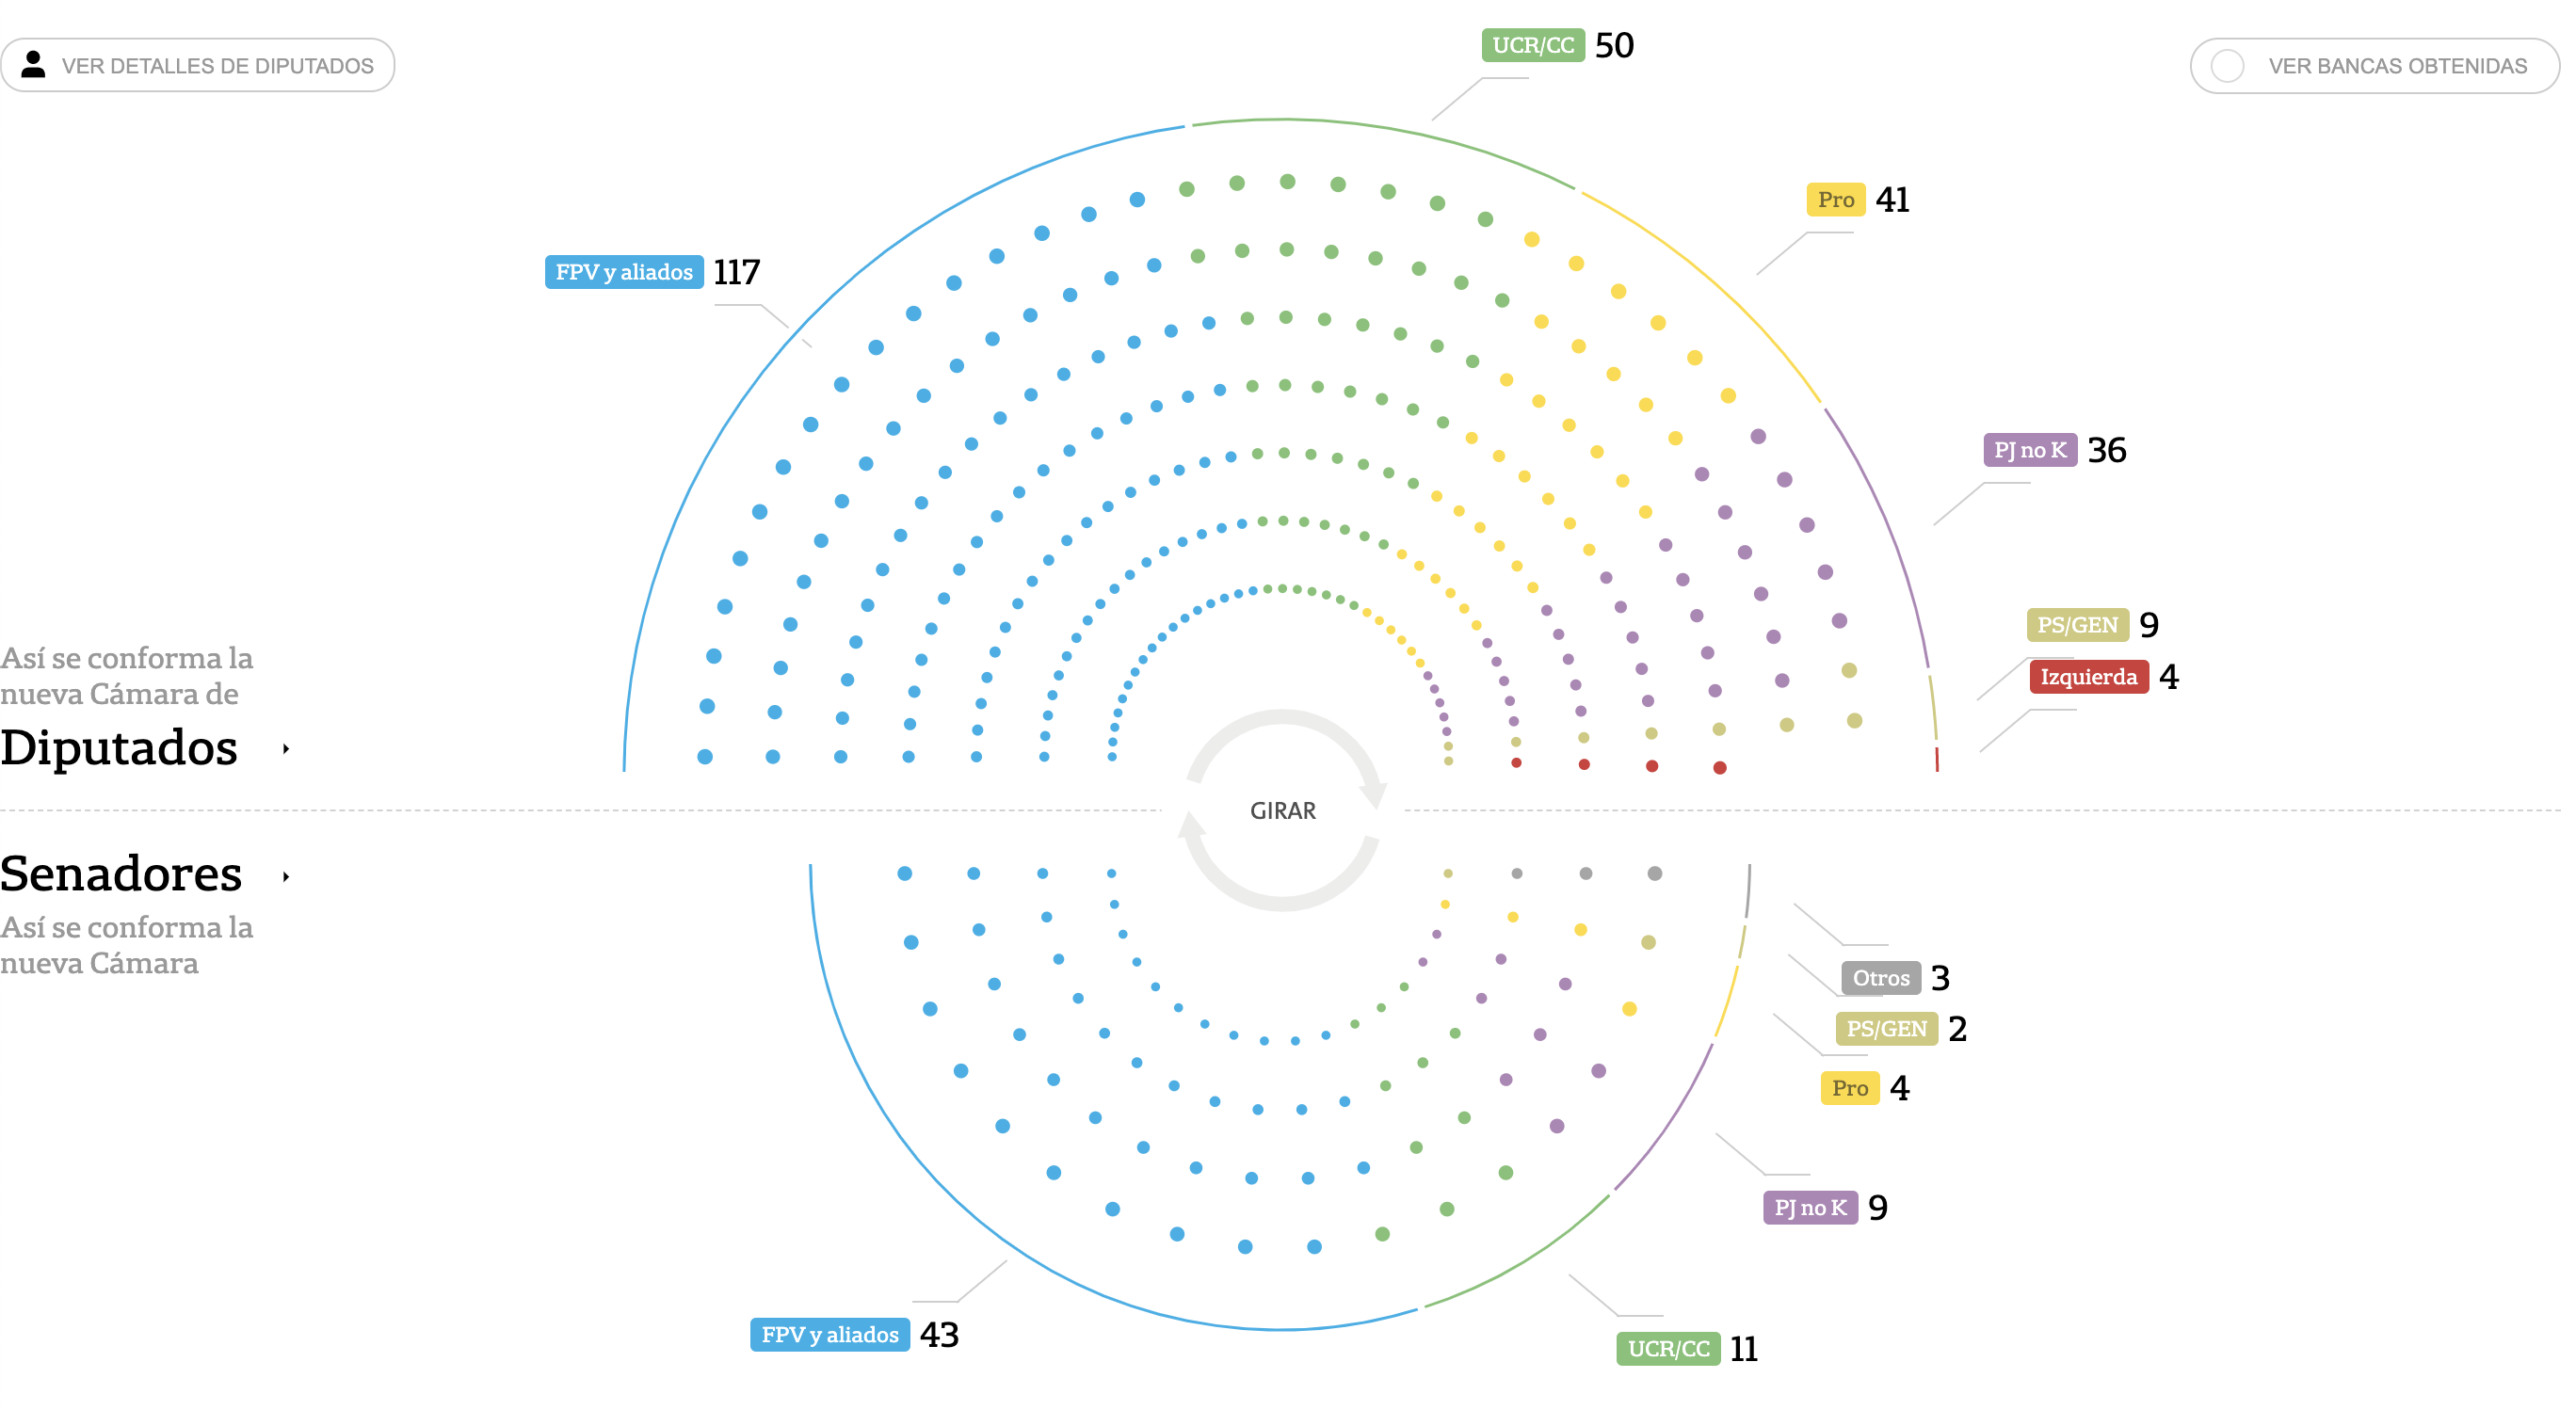 VER DETALLES DE DIPUTADOS
VER BANCAS OBTENIDAS
UCR/CC 50
Pro 41
FPV y aliados 117
PJ no K 36
PS/GEN 9
Izquierda 4
Así se conforma la
nueva Cámara de
Diputados
GIRAR
Senadores
Así se conforma la
nueva Cámara
Otros 3
PS/GEN 2
Pro 4
PJ no K 9
FPV y aliados 43
UCR/CC 11